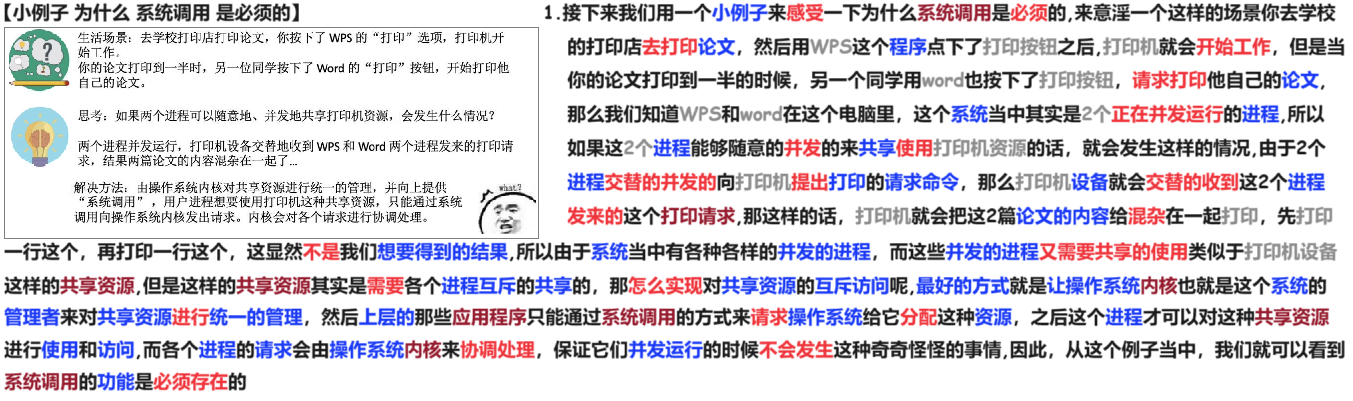 【小例子 为什么 系统调用 是必须的】
生活场景：去学校打印店打印论文，你按下了 WPS 的“打印”选项，打印机开
始工作。
你的论文打印到一半时，另一位同学按下了 Word 的“打印”按钮，开始打印他
自己的论文。
思考：如果两个进程可以随意地、并发地共享打印机资源，会发生什么情况？
两个进程并发运行，打印机设备交替地收到 WPS 和 Word 两个进程发来的打印请
求，结果两篇论文的内容混杂在一起了...
解决方法：由操作系统内核对共享资源进行统一的管理，并向上提供
“系统调用”，用户进程想要使用打印机这种共享资源，只能通过系统
调用向操作系统内核发出请求。内核会对各个请求进行协调处理。
what?
1.接下来我们用一个小例子来感受一下为什么系统调用是必须的,来意淫一个这样的场景你去学校
的打印店去打印论文，然后用WPS这个程序点下了打印按钮之后,打印机就会开始工作，但是当
你的论文打印到一半的时候，另一个同学用word也按下了打印按钮，请求打印他自己的论文，
那么我们知道WPS和word在这个电脑里，这个系统当中其实是2个正在并发运行的进程,所以
如果这2个进程能够随意的并发的来共享使用打印机资源的话，就会发生这样的情况,由于2个
进程交替的并发的向打印机提出打印的请求命令，那么打印机设备就会交替的收到这2个进程
发来的这个打印请求,那这样的话，打印机就会把这2篇论文的内容给混杂在一起打印，先打印
一行这个，再打印一行这个，这显然不是我们想要得到的结果,所以由于系统当中有各种各样的并发的进程，而这些并发的进程又需要共享的使用类似于打印机设备
这样的共享资源,但是这样的共享资源其实是需要各个进程互斥的共享的，那怎么实现对共享资源的互斥访问呢,最好的方式就是让操作系统内核也就是这个系统的
管理者来对共享资源进行统一的管理，然后上层的那些应用程序只能通过系统调用的方式来请求操作系统给它分配这种资源，之后这个进程才可以对这种共享资源
进行使用和访问,而各个进程的请求会由操作系统内核来协调处理，保证它们并发运行的时候不会发生这种奇奇怪怪的事情,因此，从这个例子当中，我们就可以看到
系统调用的功能是必须存在的